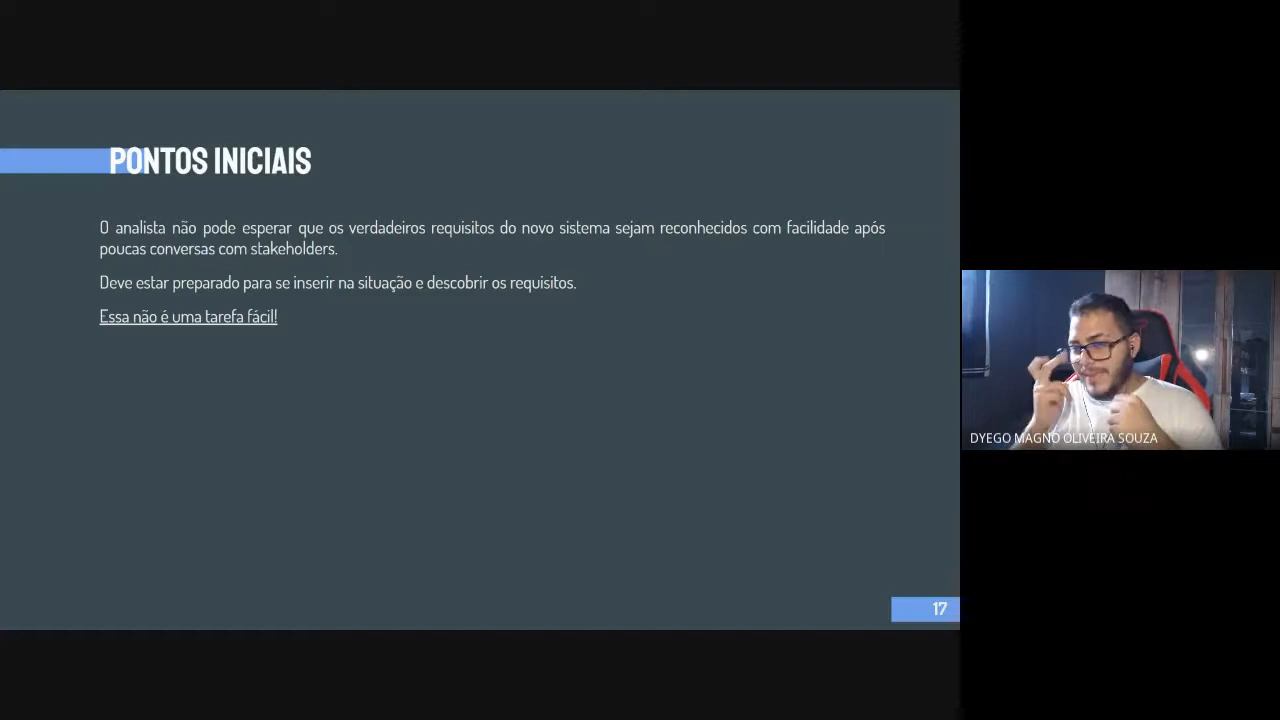 PONTOS INICIAIS
O analista não pode esperar que os verdadeiros requisitos do novo sistema sejam reconhecidos com facilidade após
poucas conversas com stakeholders.
Deve estar preparado para se inserir na situação e descobrir os requisitos.
Essa não é uma tarefa fácil!
DYEGO MAGNO OLIVEIRA SOUZA
17